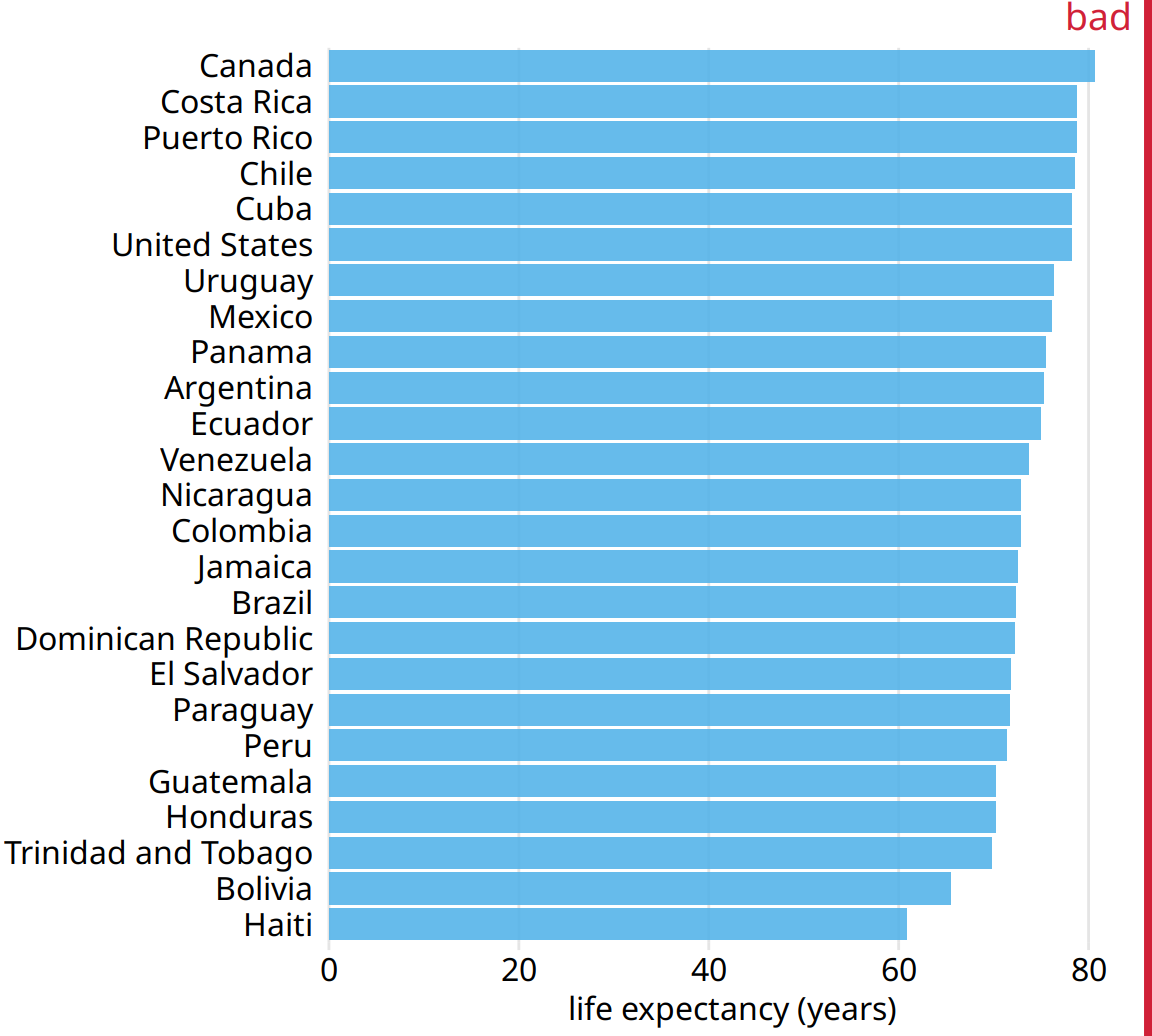 bad
Canada
Costa Rica
Puerto Rico
Chile
Cuba
United States
Uruguay
Mexico
Panama
Argentina
Ecuador
Venezuela
Nicaragua
Colombia
Jamaica
Brazil
Dominican Republic
El Salvador
Paraguay
Peru
Guatemala
Honduras
Trinidad and Tobago
Bolivia
Haiti
0 20 40 60 80
life expectancy (years)